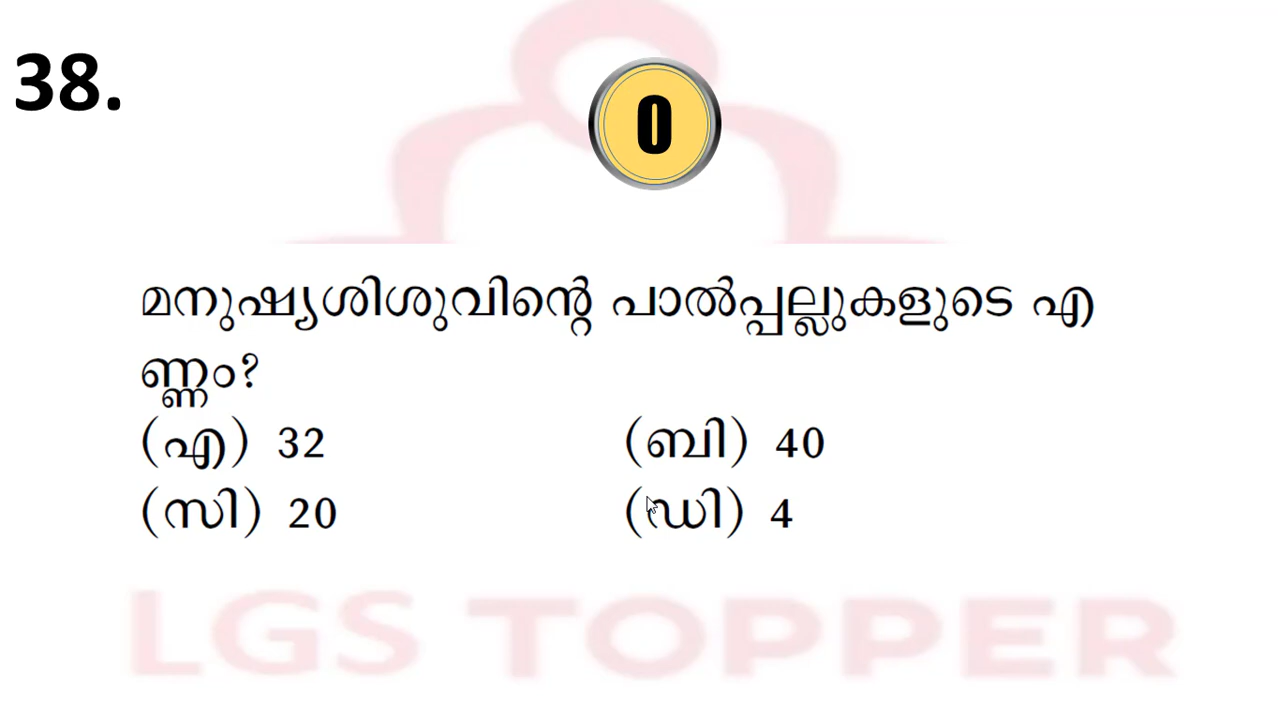 38.
0
മനുഷ്യശിശുവിന്റെ പാൽപ്പല്ലുകളുടെ എ
ണ്ണം?
(എ) 32 (ബി) 40
(സി) 20 (ഡി) 4
LGS TOPPER